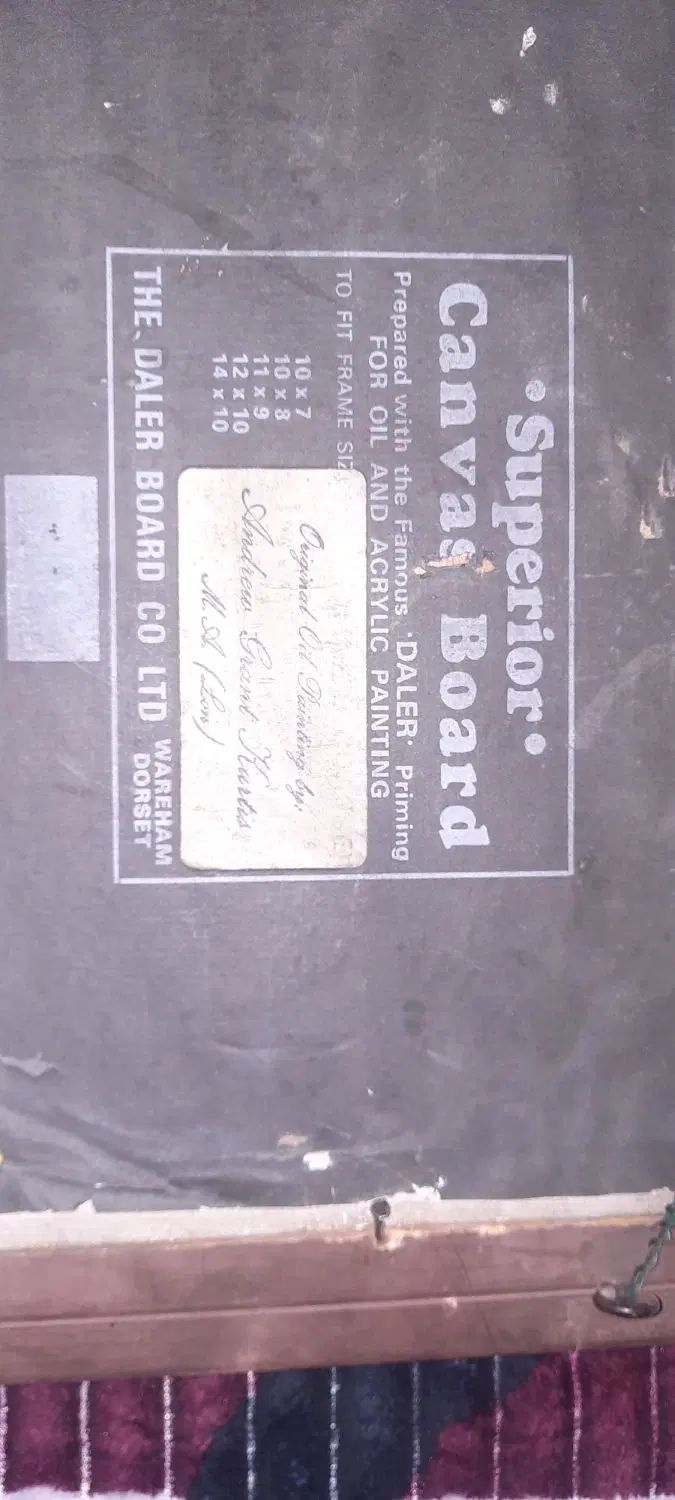 •Superior•
Canvas Board
Prepared with the Famous 'DALER' Priming
FOR OIL AND ACRYLIC PAINTING
TO FIT FRAME SIZ
10 x 7
10 x 8
11 x 9
12 x 10
14 x 10
Original Oil Painting by:
Andrew Grant Kurtis
M.A. (Lon)
THE DALER BOARD CO LTD WAREHAM
DORSET